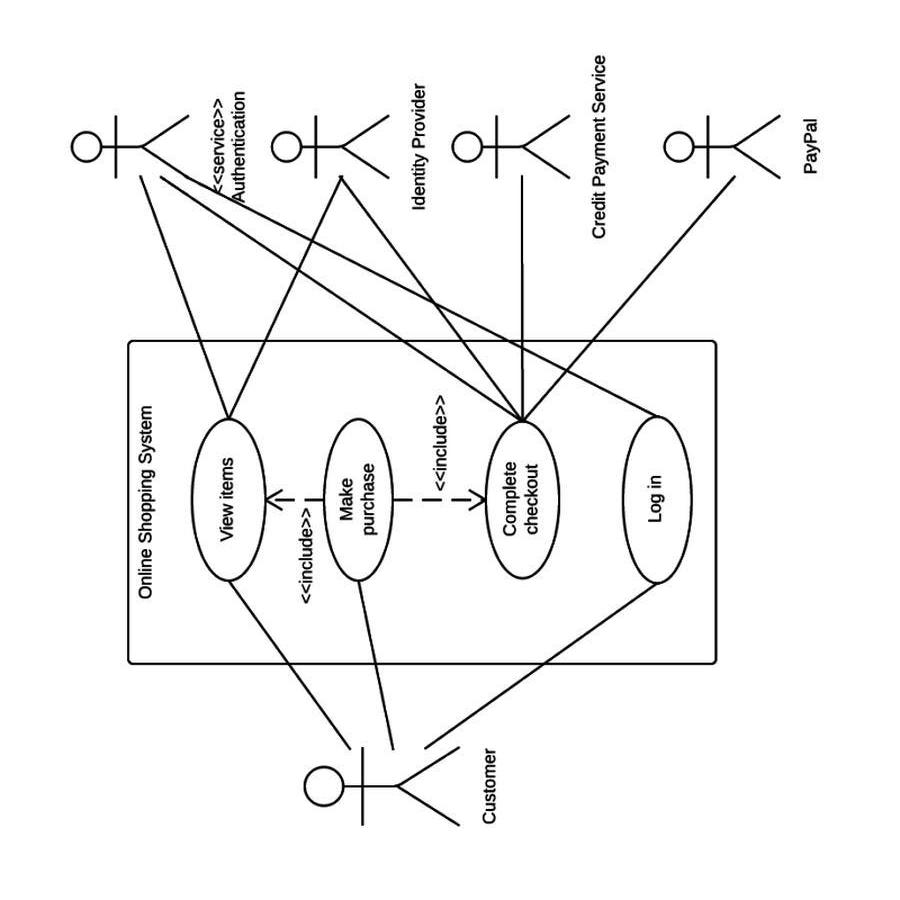 Online Shopping System
<<service>>
Authentication
View items
<<include>>
Make
purchase
Identity Provider
<<include>>
Customer
Complete
checkout
Credit Payment Service
Log in
PayPal